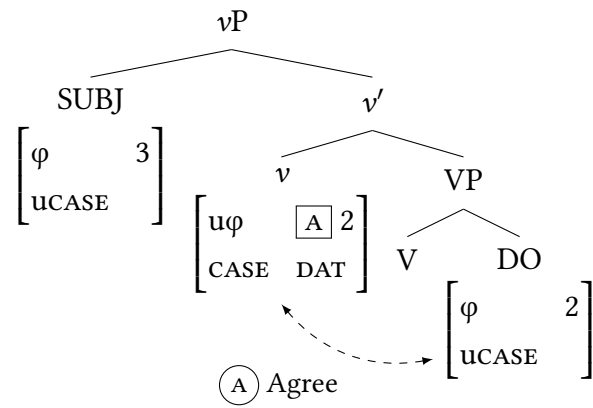 vP
SUBJ
φ 3
uCASE
v′
v
uφ A 2
CASE DAT
VP
V
DO
φ 2
uCASE
A Agree